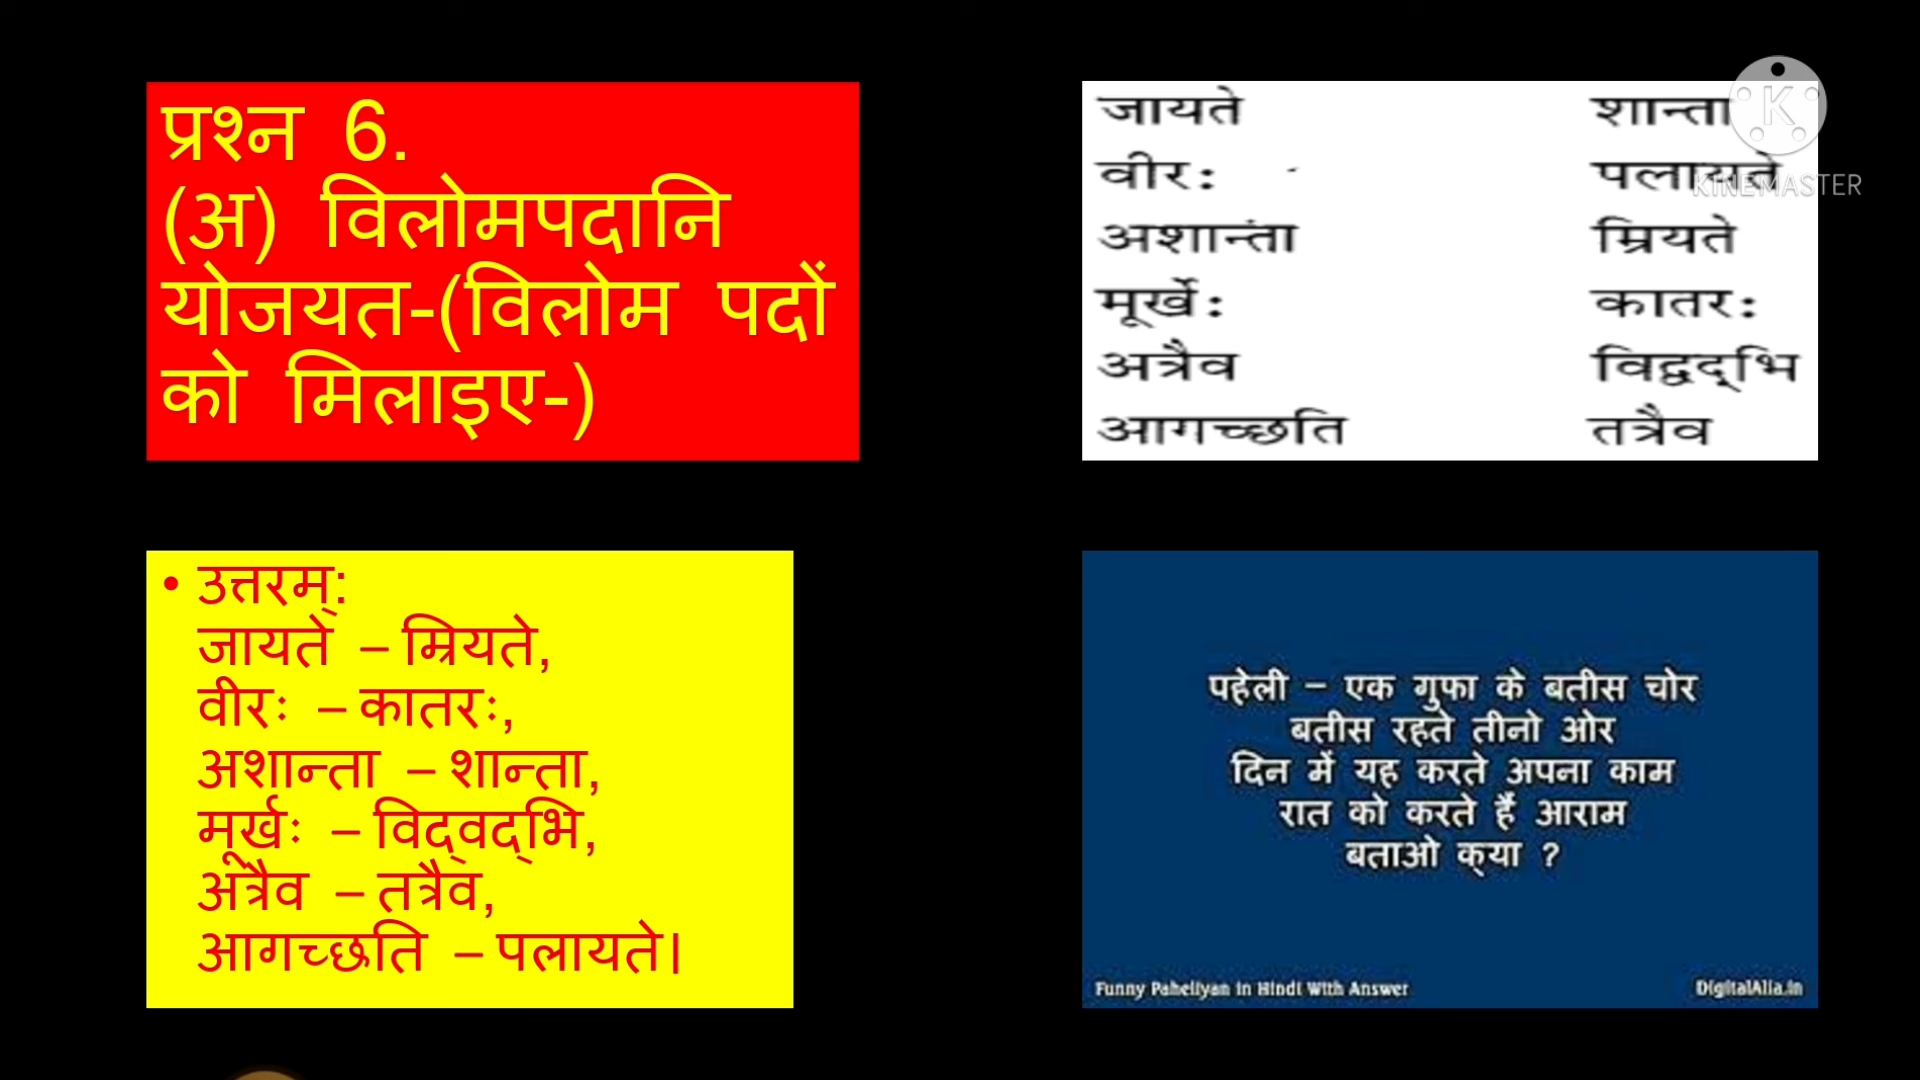 प्रश्न 6.
(अ) विलोमपदानि
योजयत-(विलोम पदों
को मिलाइए-)
जायते शान्ता
वीरः पलायते
अशान्ता म्रियते
मूर्खेः कातरः
अत्रैव विद्वद्भि
आगच्छति तत्रैव
K
KINEMASTER
• उत्तरम्:
जायते – म्रियते,
वीरः – कातरः,
अशान्ता – शान्ता,
मूर्खः – विद्वद्भि,
अत्रैव – तत्रैव,
आगच्छति – पलायते।
पहेली – एक गुफा के बतीस चोर
बतीस रहते तीनो ओर
दिन में यह करते अपना काम
रात को करते हैं आराम
बताओ क्या ?
Funny Paheliyan in Hindi With Answer
DigitalAlia.in